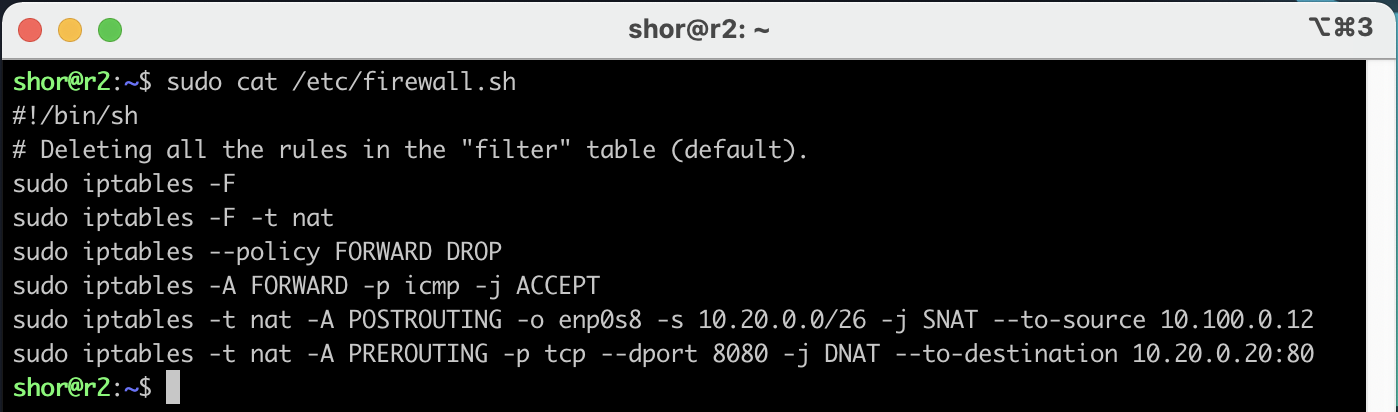 shor@r2: ~
⌥⌘3
shor@r2:~$ sudo cat /etc/firewall.sh
#!/bin/sh
# Deleting all the rules in the "filter" table (default).
sudo iptables -F
sudo iptables -F -t nat
sudo iptables --policy FORWARD DROP
sudo iptables -A FORWARD -p icmp -j ACCEPT
sudo iptables -t nat -A POSTROUTING -o enp0s8 -s 10.20.0.0/26 -j SNAT --to-source 10.100.0.12
sudo iptables -t nat -A PREROUTING -p tcp --dport 8080 -j DNAT --to-destination 10.20.0.20:80
shor@r2:~$